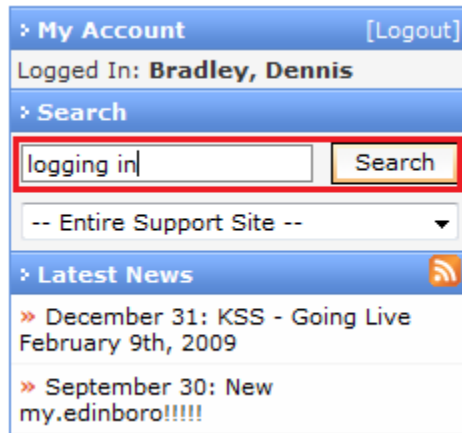 My Account [Logout]
Logged In: Bradley, Dennis
Search
logging in Search
-- Entire Support Site --
Latest News
» December 31: KSS - Going Live
February 9th, 2009
» September 30: New
my.edinboro!!!!!